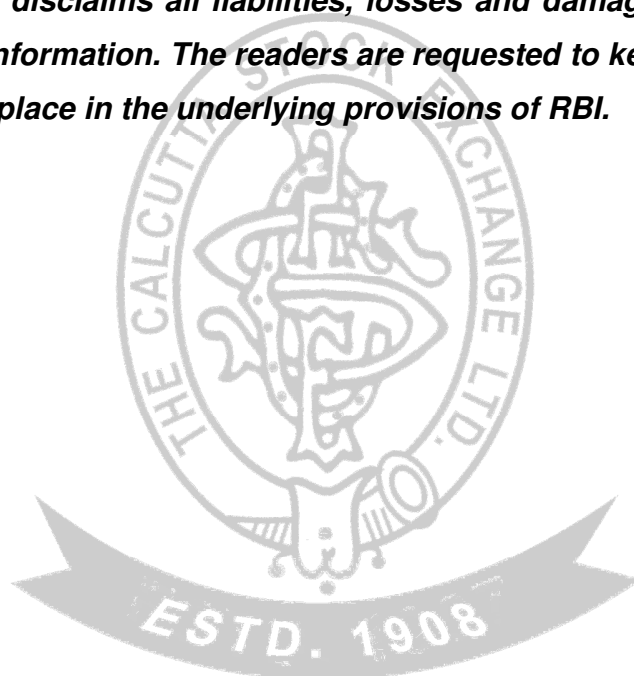 disclaims all liabilities, losses and damag
nformation. The readers are requested to ke
place in the underlying provisions of RBI.
THE CALCUTTA STOCK EXCHANGE LTD.
ESTD. 1908